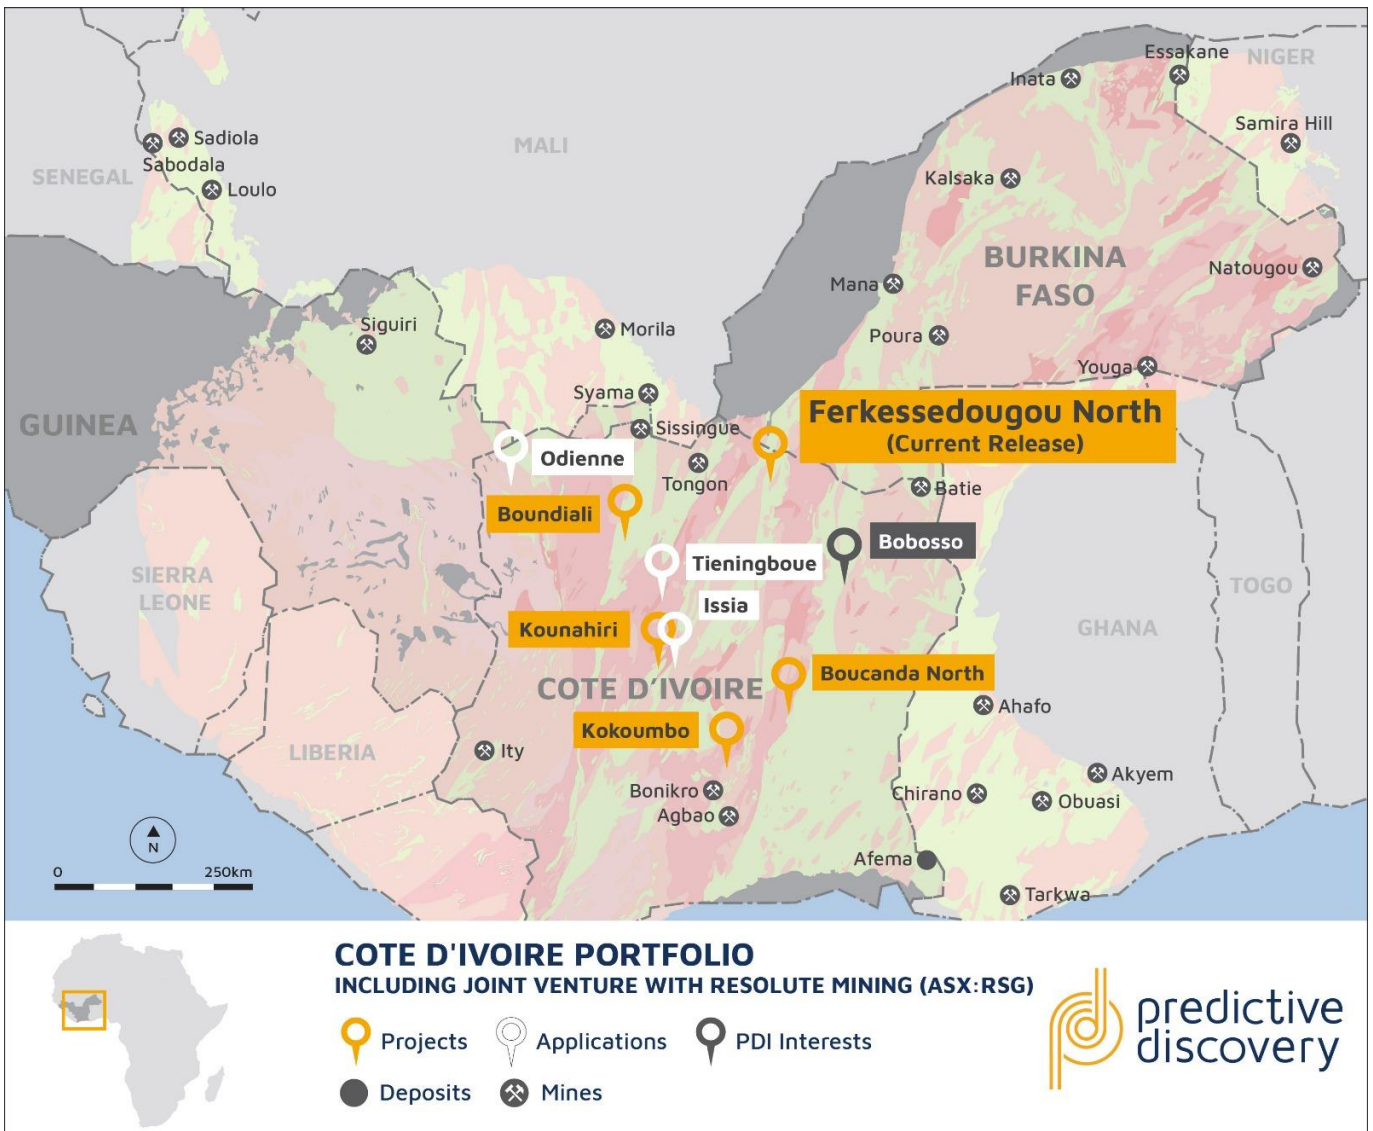 Essakane
NIGER
Inata
Samira Hill
Sadiola
Sabodala
MALI
SENEGAL
Loulo
Kalsaka
BURKINA
FASO
Natougou
Mana
Siguiri
Morila
Poura
Youga
Syama
GUINEA
Ferkessedougou North
(Current Release)
Sissingue
Odienne
Tongon
Batie
Boundiali
Bobosso
Tieningboue
SIERRA
LEONE
TOGO
Issia
Kounahiri
GHANA
Boucanda North
COTE D'IVOIRE
Ahafo
Kokoumbo
LIBERIA
Ity
Akyem
Bonikro
Chirano
Obuasi
Agbao
N
Afema
0 250km
Tarkwa
COTE D'IVOIRE PORTFOLIO
INCLUDING JOINT VENTURE WITH RESOLUTE MINING (ASX:RSG)
Projects Applications PDI Interests
Deposits Mines
predictive
discovery